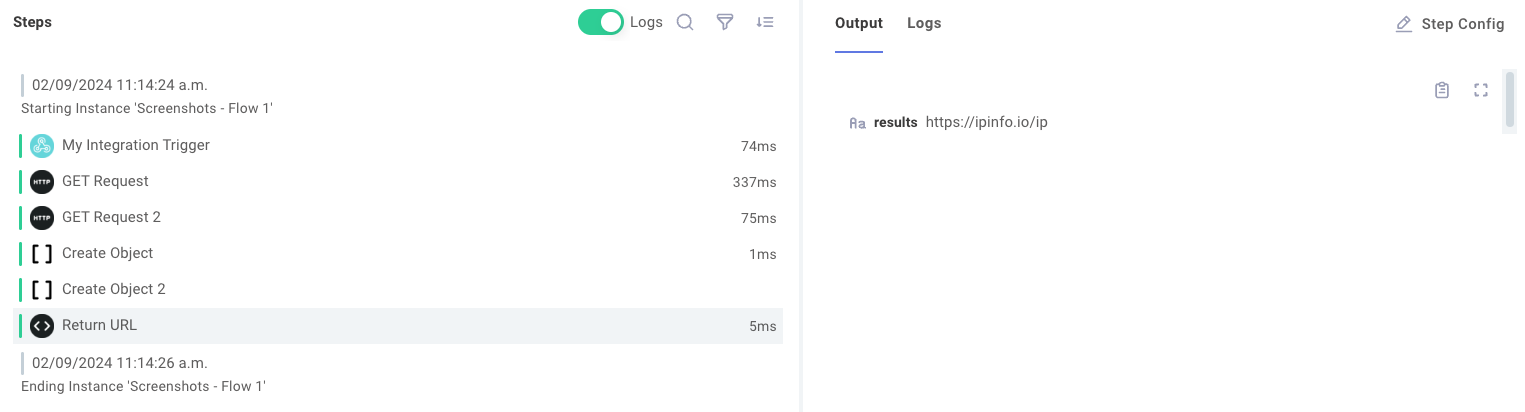 Steps
Logs
02/09/2024 11:14:24 a.m.
Starting Instance 'Screenshots - Flow 1'
My Integration Trigger 74ms
HTTP GET Request 337ms
HTTP GET Request 2 75ms
[ ] Create Object 1ms
[ ] Create Object 2
<> Return URL 5ms
02/09/2024 11:14:26 a.m.
Ending Instance 'Screenshots - Flow 1'
Output Logs
Step Config
Aa results https://ipinfo.io/ip